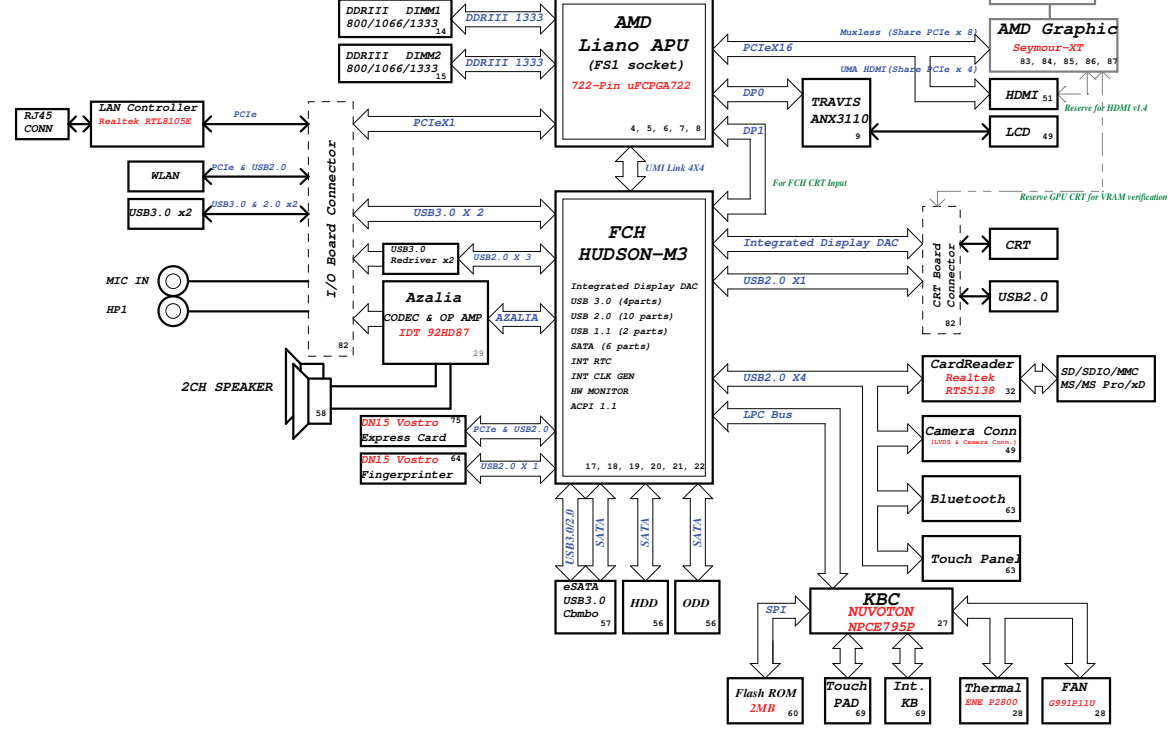 DDRIII DIMM1
800/1066/1333
14
DDRIII 1333
DDRIII DIMM2
800/1066/1333
15
DDRIII 1333
AMD
Liano APU
(FS1 socket)
722-Pin uFCPGA722
4, 5, 6, 7, 8
Muxless (Share PCIe x 8)
PCIeX16
UMA HDMI(Share PCIe x 4)
AMD Graphic
Seymour-XT
83, 84, 85, 86, 87
DP0
DP1
TRAVIS
ANX3110
9
HDMI 51
Reserve for HDMI v1.4
LCD 49
RJ45
CONN
LAN Controller
Realtek RTL8105E
PCIe
PCIeX1
WLAN
PCIe & USB2.0
USB3.0 x2
USB3.0 & 2.0 x2
I/O Board Connector
82
UMI Link 4X4
For FCH CRT Input
Reserve GPU CRT for VRAM verification
USB3.0 X 2
USB3.0
Redriver x2
USB2.0 X 3
MIC IN
HP1
Azalia
CODEC & OP AMP
IDT 92HD87
29
AZALIA
2CH SPEAKER
58
FCH
HUDSON-M3
Integrated Display DAC
USB 3.0 (4parts)
USB 2.0 (10 parts)
USB 1.1 (2 parts)
SATA (6 parts)
INT RTC
INT CLK GEN
HW MONITOR
ACPI 1.1
17, 18, 19, 20, 21, 22
Integrated Display DAC
USB2.0 X1
CRT Board
Connector
82
CRT
USB2.0
USB2.0 X4
LPC Bus
CardReader
Realtek
RTS5138 32
SD/SDIO/MMC
MS/MS Pro/xD
Camera Conn
(LVDS & Camera Conn.)
49
Bluetooth
63
Touch Panel
63
DN15 Vostro 75
Express Card
PCIe & USB2.0
DN15 Vostro 64
Fingerprinter
USB2.0 X 1
USB3.0/2.0
SATA
SATA
SATA
eSATA
USB3.0
Cbmbo
57
HDD
56
ODD
56
SPI
KBC
NUVOTON
NPCE795P
27
Flash ROM
2MB
60
Touch
PAD
69
Int.
KB
69
Thermal
ENE P2800
28
FAN
G991P11U
28